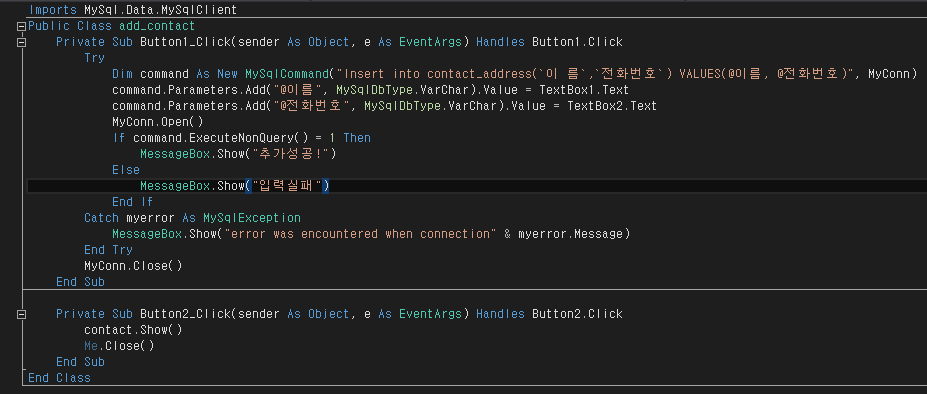 Imports MySql.Data.MySqlClient
Public Class add_contact
    Private Sub Button1_Click(sender As Object, e As EventArgs) Handles Button1.Click
        Try
            Dim command As New MySqlCommand("Insert into contact_address(`이 름`,`전화번호`) VALUES(@이름, @전화번호)", MyConn)
            command.Parameters.Add("@이름", MySqlDbType.VarChar).Value = TextBox1.Text
            command.Parameters.Add("@전화번호", MySqlDbType.VarChar).Value = TextBox2.Text
            MyConn.Open()
            If command.ExecuteNonQuery() = 1 Then
                MessageBox.Show("추가성공!")
            Else
                MessageBox.Show("입력실패")
            End If
        Catch myerror As MySqlException
            MessageBox.Show("error was encountered when connection" & myerror.Message)
        End Try
        MyConn.Close()
    End Sub
    Private Sub Button2_Click(sender As Object, e As EventArgs) Handles Button2.Click
        contact.Show()
        Me.Close()
    End Sub
End Class